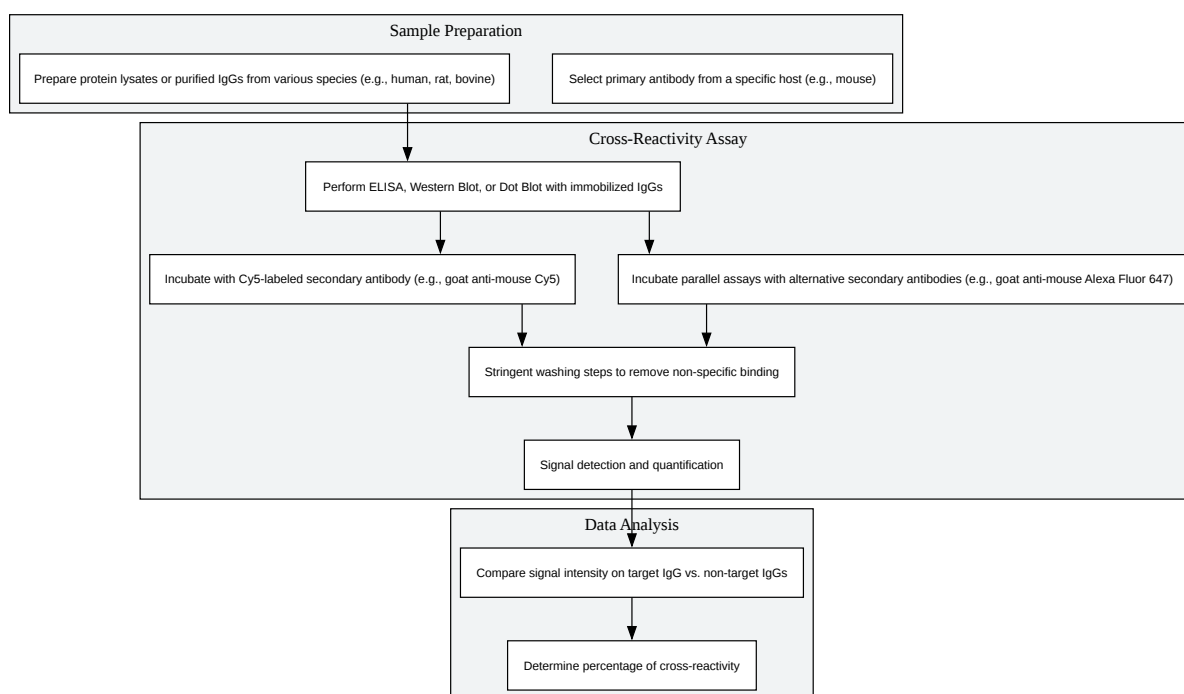 Sample Preparation
Prepare protein lysates or purified IgGs from various species (e.g., human, rat, bovine)
Select primary antibody from a specific host (e.g., mouse)
Cross-Reactivity Assay
Perform ELISA, Western Blot, or Dot Blot with immobilized IgGs
Incubate with Cy5-labeled secondary antibody (e.g., goat anti-mouse Cy5)
Incubate parallel assays with alternative secondary antibodies (e.g., goat anti-mouse Alexa Fluor 647)
Stringent washing steps to remove non-specific binding
Signal detection and quantification
Data Analysis
Compare signal intensity on target IgG vs. non-target IgGs
Determine percentage of cross-reactivity